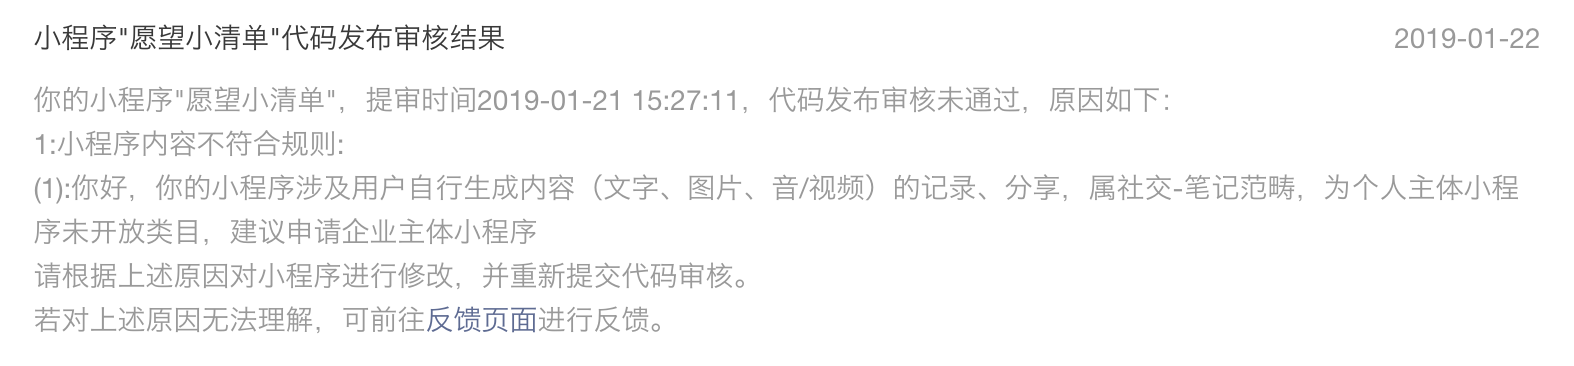 小程序"愿望小清单"代码发布审核结果
2019-01-22
你的小程序"愿望小清单"，提审时间2019-01-21 15:27:11，代码发布审核未通过，原因如下：
1:小程序内容不符合规则:
(1):你好，你的小程序涉及用户自行生成内容（文字、图片、音/视频）的记录、分享，属社交-笔记范畴，为个人主体小程
序未开放类目，建议申请企业主体小程序
请根据上述原因对小程序进行修改，并重新提交代码审核。
若对上述原因无法理解，可前往反馈页面进行反馈。